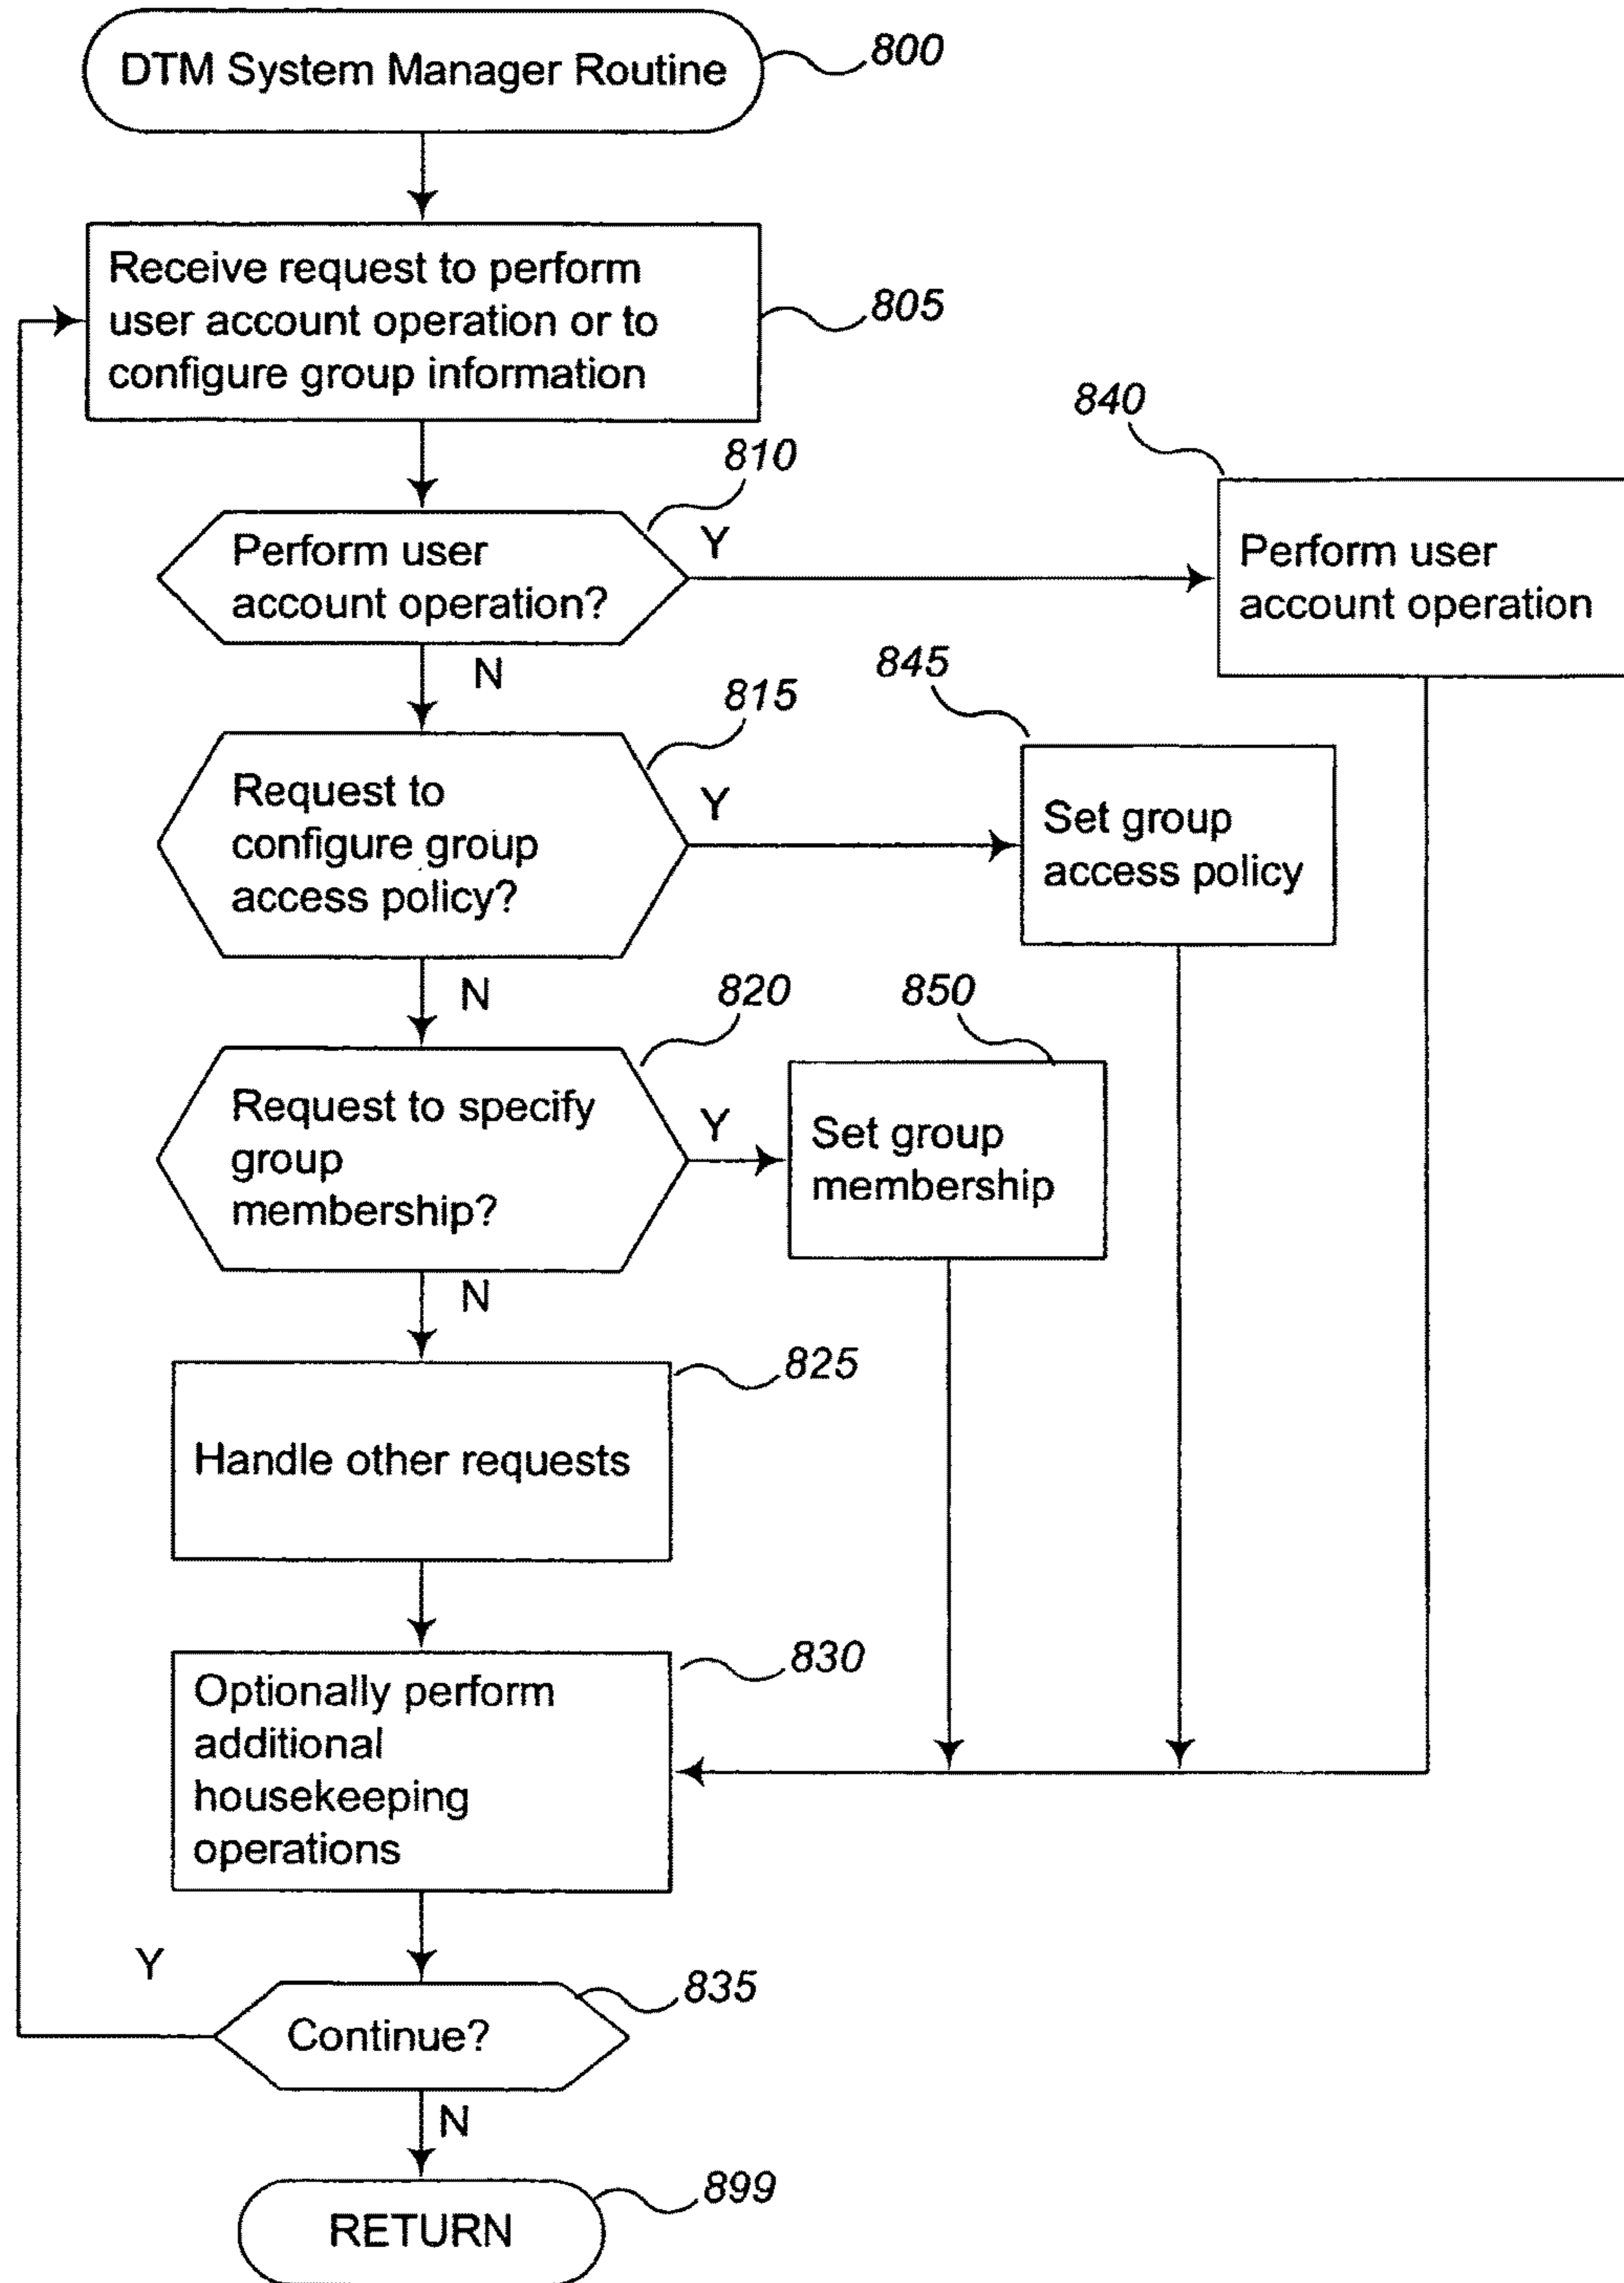 DTM System Manager Routine
800
Receive request to perform
user account operation or to
configure group information
805
810
Perform user
account operation?
Y
N
840
Perform user
account operation
815
Request to
configure group
access policy?
Y
N
845
Set group
access policy
820
Request to specify
group
membership?
Y
N
850
Set group
membership
825
Handle other requests
830
Optionally perform
additional
housekeeping
operations
Y
835
Continue?
N
899
RETURN